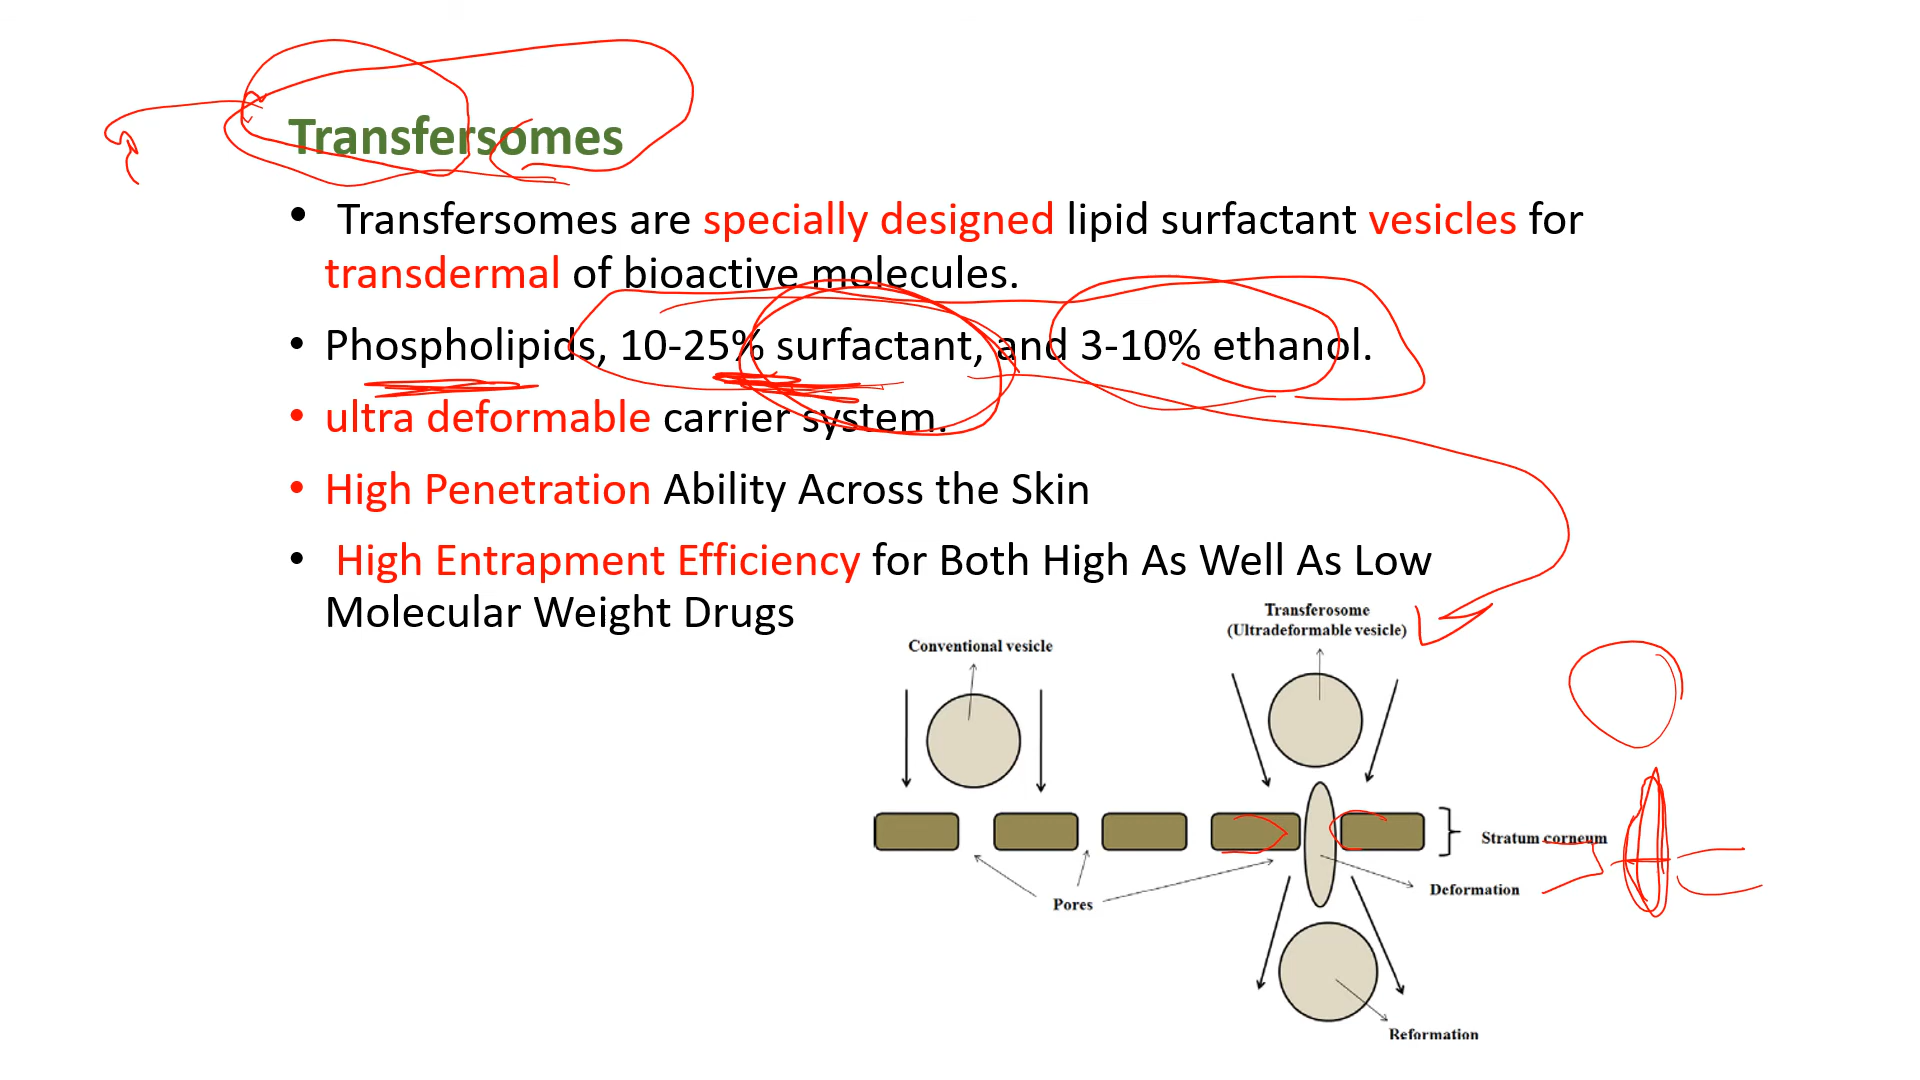 Transfersomes
• Transfersomes are specially designed lipid surfactant vesicles for
transdermal of bioactive molecules.
• Phospholipids, 10-25% surfactant, and 3-10% ethanol.
• ultra deformable carrier system.
• High Penetration Ability Across the Skin
• High Entrapment Efficiency for Both High As Well As Low
Molecular Weight Drugs
Conventional vesicle
Transferosome
(Ultradeformable vesicle)
Stratum corneum
Deformation
Pores
Reformation